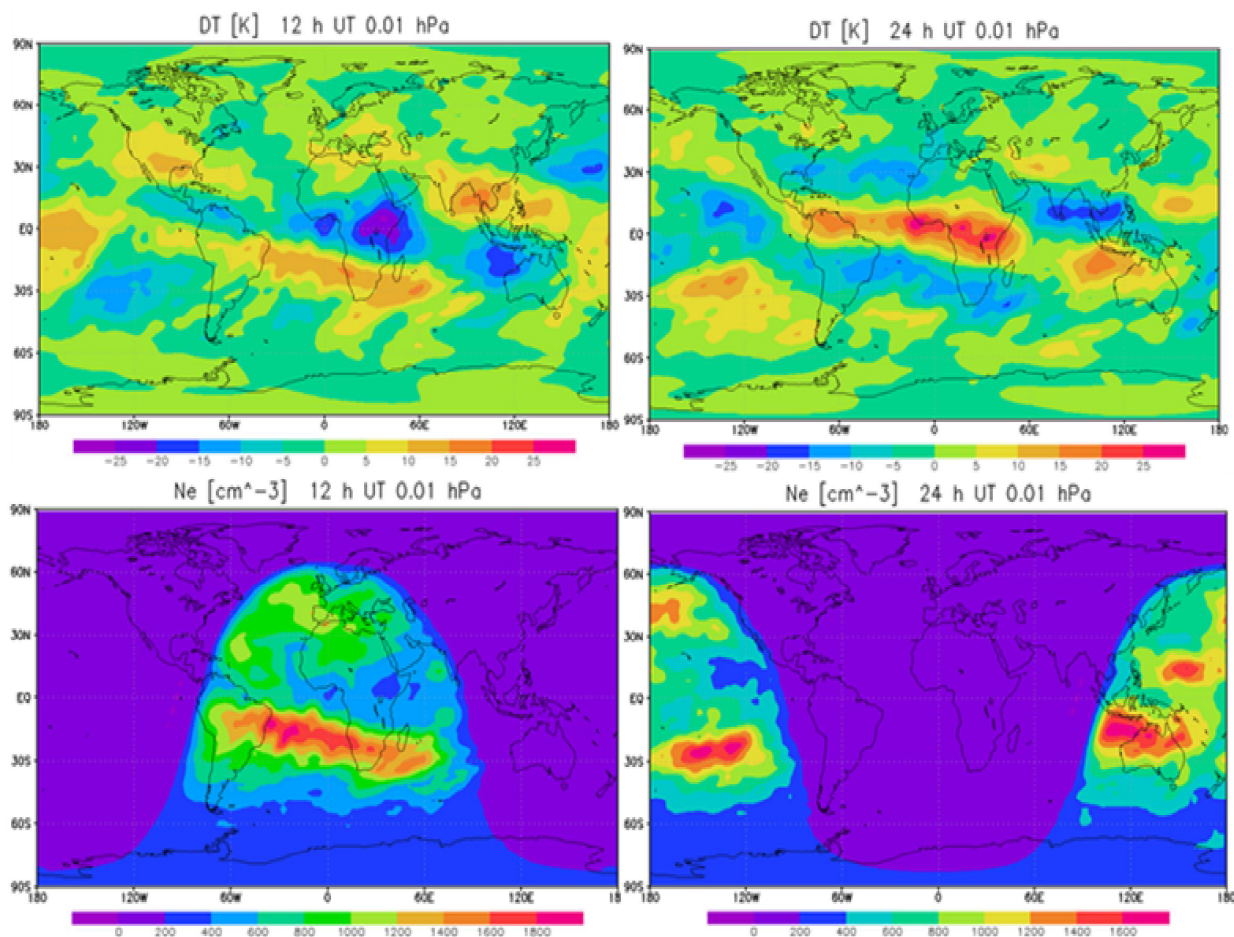 DT [K] 12 h UT 0.01 hPa
90N
60N
30N
EQ
30S
60S
90S
180 120W 60W 0 60E 120E 180
-25 -20 -15 -10 -5 0 5 10 15 20 25
DT [K] 24 h UT 0.01 hPa
90N
60N
30N
EQ
30S
60S
90S
180 120W 60W 0 60E 120E 180
-25 -20 -15 -10 -5 0 5 10 15 20 25
Ne [cm^-3] 12 h UT 0.01 hPa
90N
60N
30N
EQ
30S
60S
90S
180 120W 60W 0 60E 120E 18
0 200 400 600 800 1000 1200 1400 1600 1800
Ne [cm^-3] 24 h UT 0.01 hPa
90N
60N
30N
EQ
30S
60S
90S
180 120W 60W 0 60E 120E 180
0 200 400 600 800 1000 1200 1400 1600